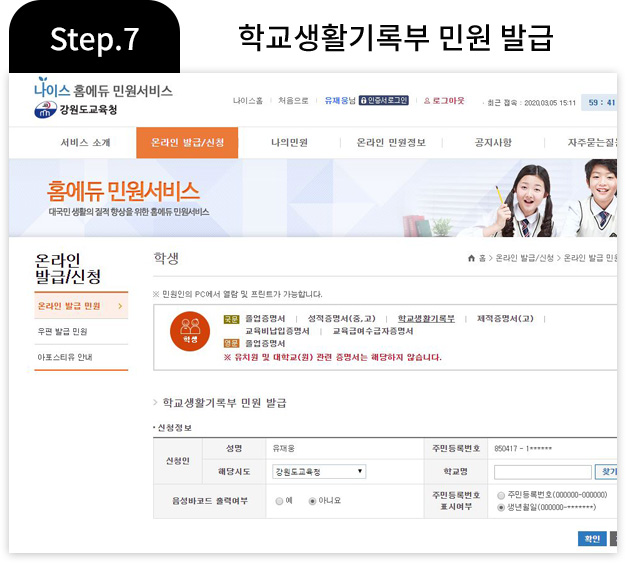 Step.7
학교생활기록부 민원 발급
나이스 홈에듀 민원서비스
강원도교육청
나이스홈 처음으로 유재웅님 인증서로그인 로그아웃 · 최근 접속 : 2020.03.05 15:11 59 : 41
서비스 소개 온라인 발급/신청 나의민원 온라인 민원정보 공지사항 자주묻는질문
홈에듀 민원서비스
대국민 생활의 질적 향상을 위한 홈에듀 민원서비스
온라인
발급/신청
온라인 발급 민원 >
우편 발급 민원
아포스티유 안내
학생
홈 > 온라인 발급/신청 > 온라인 발급 민원
※ 민원인의 PC에서 열람 및 프린트가 가능합니다.
학생
국문 졸업증명서 | 성적증명서(중,고) | 학교생활기록부 | 제적증명서(고) |
교육비납입증명서 | 교육급여수급자증명서
영문 졸업증명서
※ 유치원 및 대학교(원) 관련 증명서는 해당하지 않습니다.
> 학교생활기록부 민원 발급
· 신청정보
신청인 성명 유재웅 주민등록번호 850417 - 1******
해당시도 강원도교육청 학교명 찾기
음성바코드 출력여부 예 아니요
주민등록번호 표시여부 주민등록번호(000000-000000)
생년월일(000000-*******)
확인